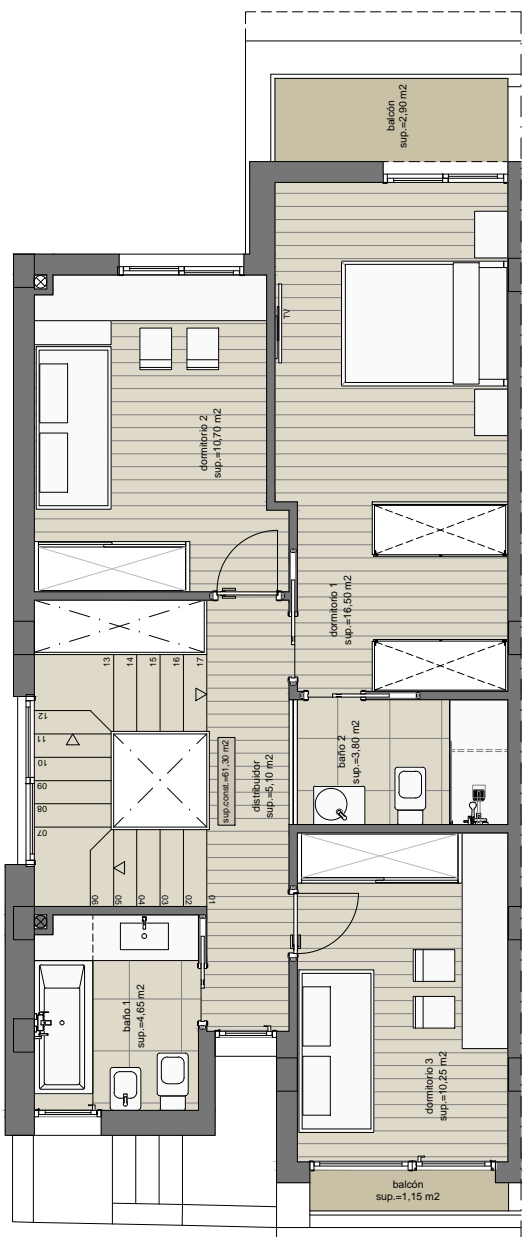 balcón
sup.=2,90 m2
TV
dormitorio 2
sup.=10,70 m2
dormitorio 1
sup.=16,50 m2
13
14
15
16
17
12
11
10
09
08
07
06
05
04
03
02
01
sup.const.=61,30 m2
distribuidor
sup.=5,10 m2
baño 2
sup.=3,80 m2
baño 1
sup.=4,65 m2
dormitorio 3
sup.=10,25 m2
balcón
sup.=1,15 m2